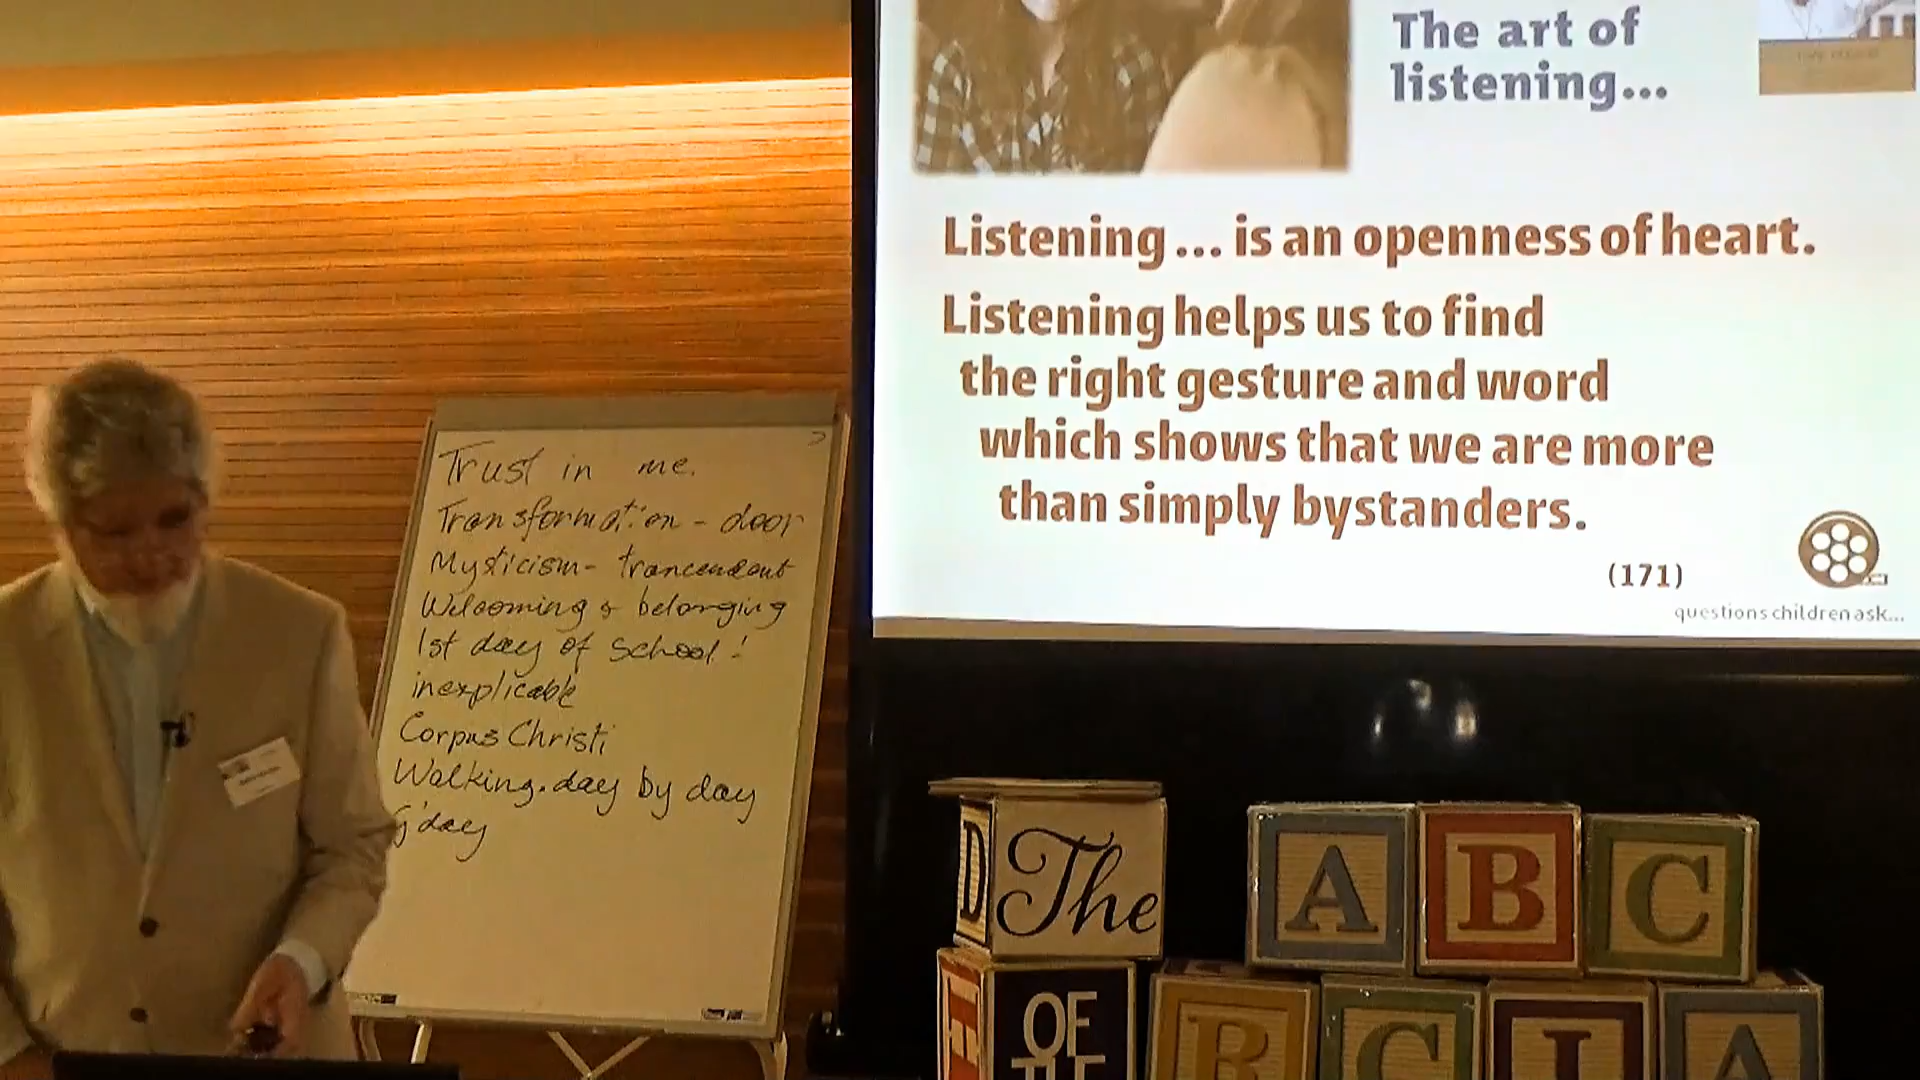 Trust in me.
Transformation - door
Mysticism - trancendent
Welcoming & belonging
1st day of school!
inexplicable
Corpus Christi
Walking. day by day
G'day
The art of
listening...
Listening ... is an openness of heart.
Listening helps us to find
the right gesture and word
which shows that we are more
than simply bystanders.
(171)
questions children ask...
D The
A B C
OF
B C I A